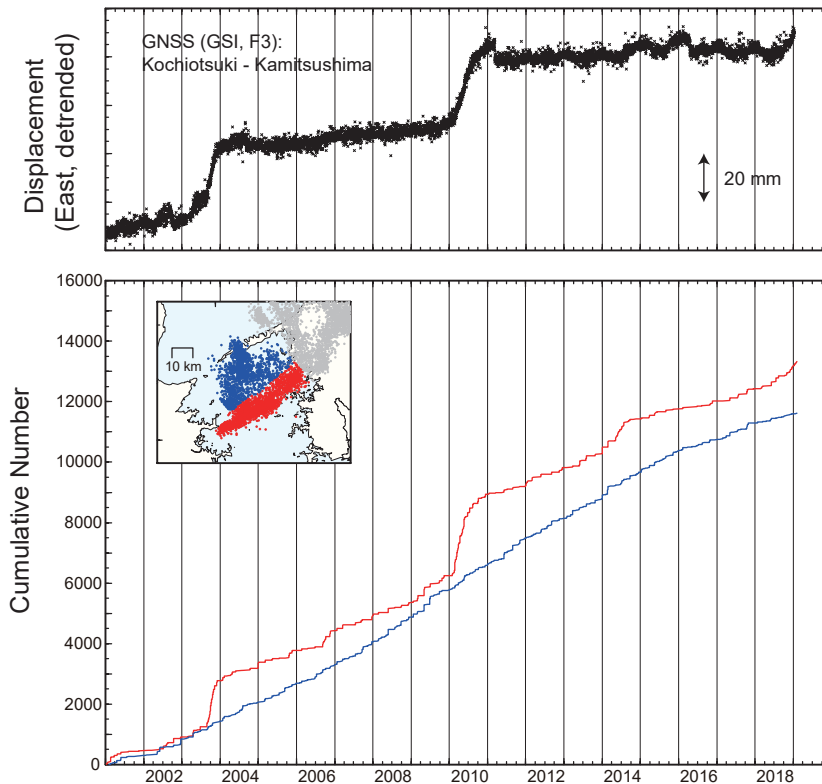 GNSS (GSI, F3):
Kochiotsuki - Kamitsushima
Displacement
(East, detrended)
20 mm
16000
14000
12000
10000
8000
6000
4000
2000
0
Cumulative Number
10 km
2002 2004 2006 2008 2010 2012 2014 2016 2018